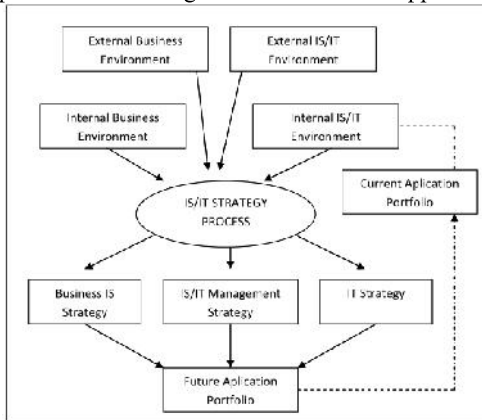 External Business
Environment
External IS/IT
Environment
Internal Business
Environment
Internal IS/IT
Environment
IS/IT STRATEGY
PROCESS
Current Aplication
Portfolio
Business IS
Strategy
IS/IT Management
Strategy
IT Strategy
Future Aplication
Portfolio